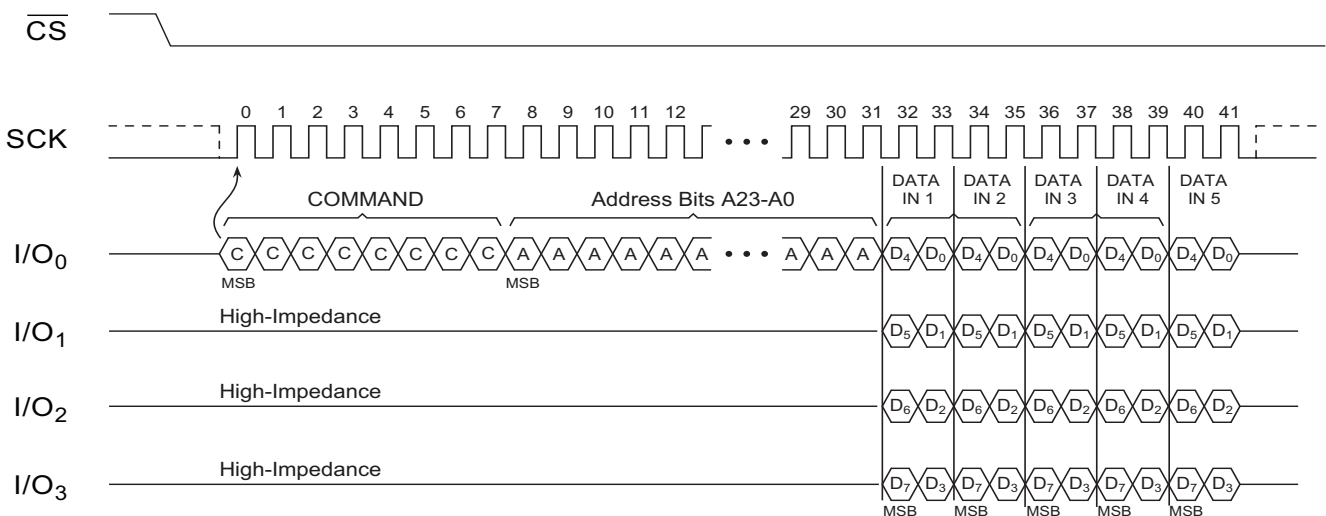 CS
SCK 0 1 2 3 4 5 6 7 8 9 10 11 12 29 30 31 32 33 34 35 36 37 38 39 40 41
DATA IN 1 DATA IN 2 DATA IN 3 DATA IN 4 DATA IN 5
COMMAND Address Bits A23-A0
I/O0 C C C C C C C C A A A A A A A A A D4 D0 D4 D0 D4 D0 D4 D0 D4 D0
MSB MSB
High-Impedance
I/O1 D5 D1 D5 D1 D5 D1 D5 D1 D5 D1
High-Impedance
I/O2 D6 D2 D6 D2 D6 D2 D6 D2 D6 D2
High-Impedance
I/O3 D7 D3 D7 D3 D7 D3 D7 D3 D7 D3
MSB MSB MSB MSB MSB